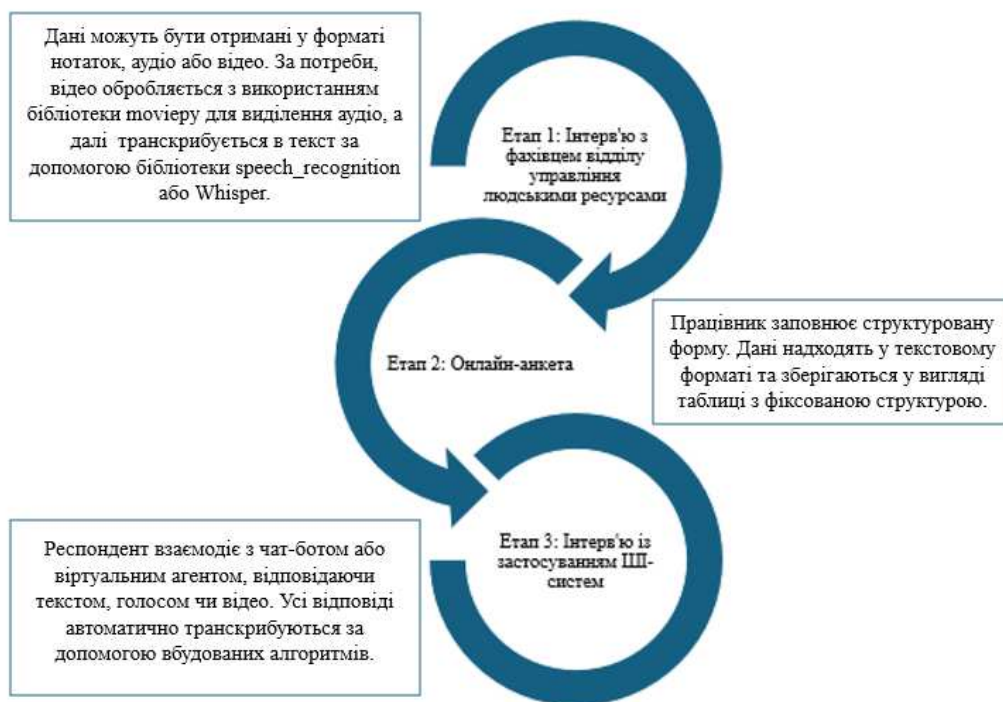 Дані можуть бути отримані у форматі
нотаток, аудіо або відео. За потреби,
відео обробляється з використанням
бібліотеки moviepy для виділення аудіо, а
далі транскрибується в текст за
допомогою бібліотеки speech_recognition
або Whisper.
Етап 1: Інтерв'ю з
фахівцем відділу
управління
людськими ресурсами
Етап 2: Онлайн-анкета
Працівник заповнює структуровану
форму. Дані надходять у текстовому
форматі та зберігаються у вигляді
таблиці з фіксованою структурою.
Етап 3: Інтерв'ю із
застосуванням ШІ-
систем
Респондент взаємодіє з чат-ботом або
віртуальним агентом, відповідаючи
текстом, голосом чи відео. Усі відповіді
автоматично транскрибуються за
допомогою вбудованих алгоритмів.